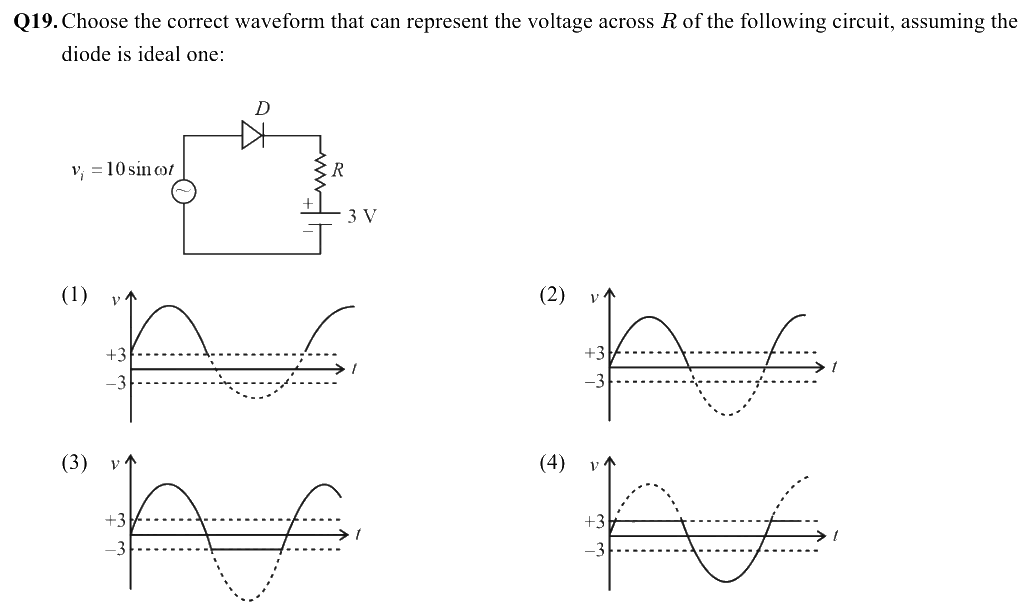 Q19. Choose the correct waveform that can represent the voltage across R of the following circuit, assuming the
diode is ideal one:
D
vᵢ = 10 sin ωt
R
+
3 V
–
(1) v
+3
–3
t
(2) v
+3
–3
t
(3) v
+3
–3
t
(4) v
+3
–3
t